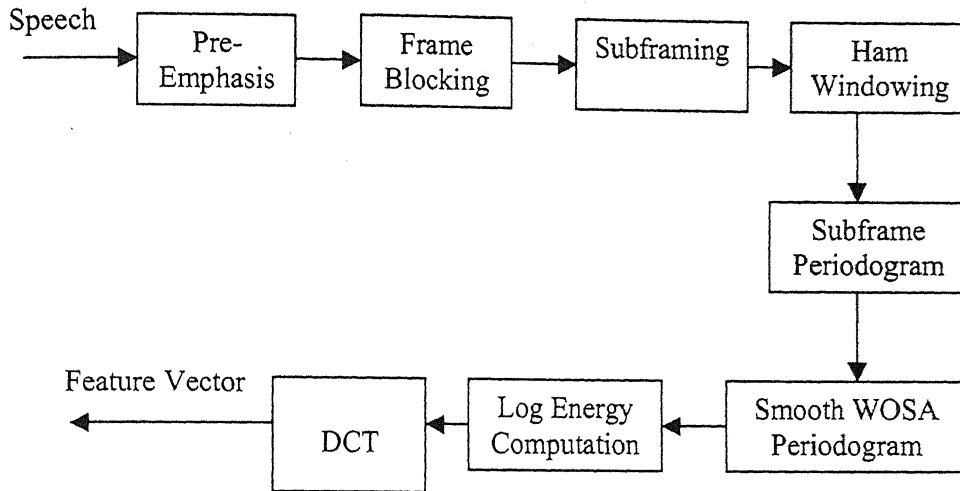 Speech
Pre-
Emphasis
Frame
Blocking
Subframing
Ham
Windowing
Subframe
Periodogram
Smooth WOSA
Periodogram
Log Energy
Computation
DCT
Feature Vector